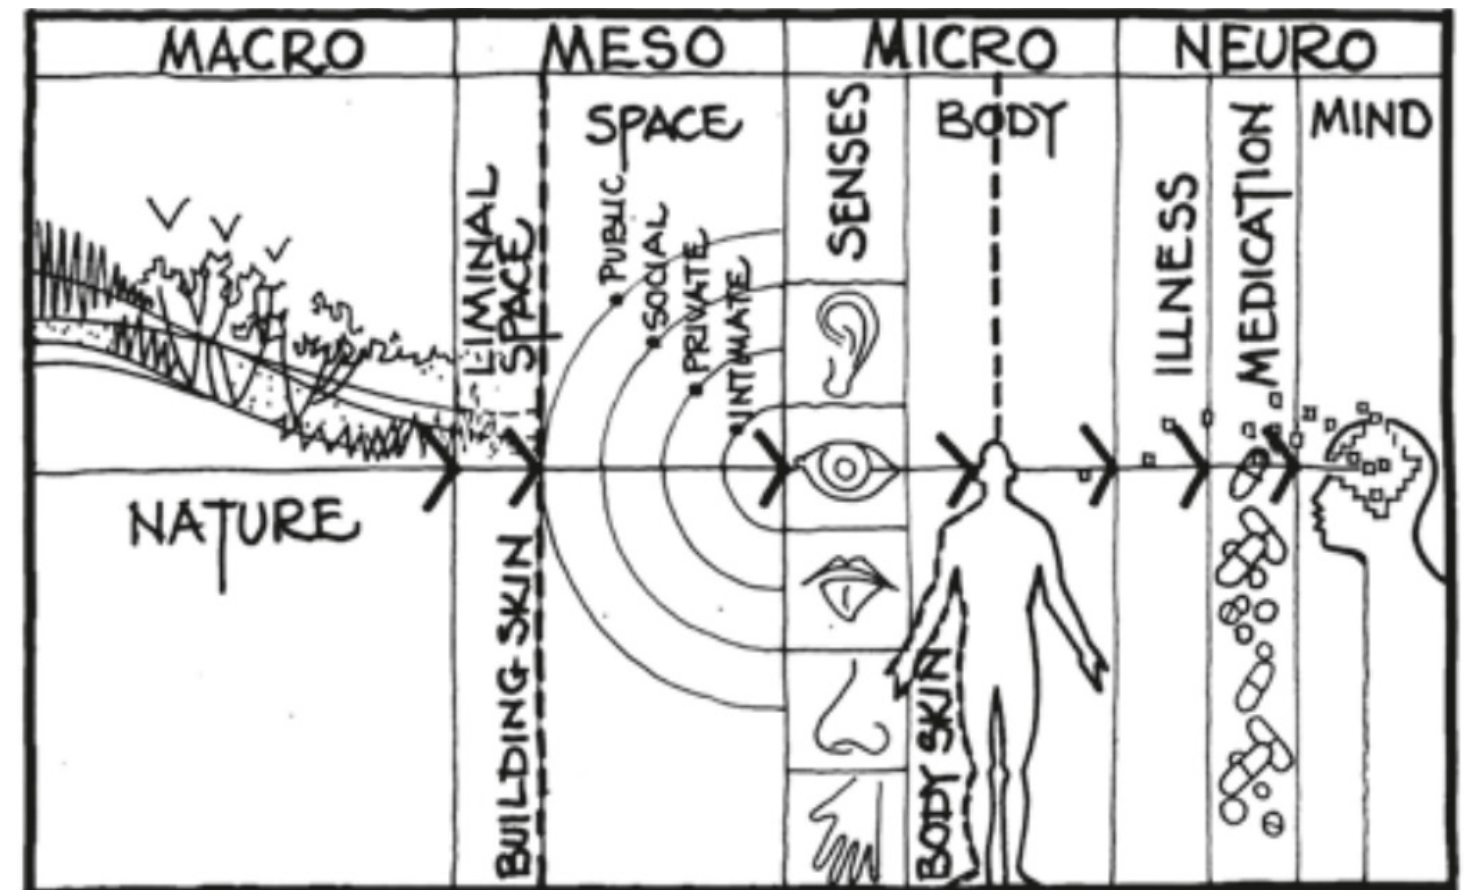 MACRO
MESO
MICRO
NEURO
NATURE
LIMINAL
SPACE
BUILDING SKIN
SPACE
PUBLIC
SOCIAL
PRIVATE
INTIMATE
SENSES
BODY
BODY SKIN
ILLNESS
MEDICATION
MIND